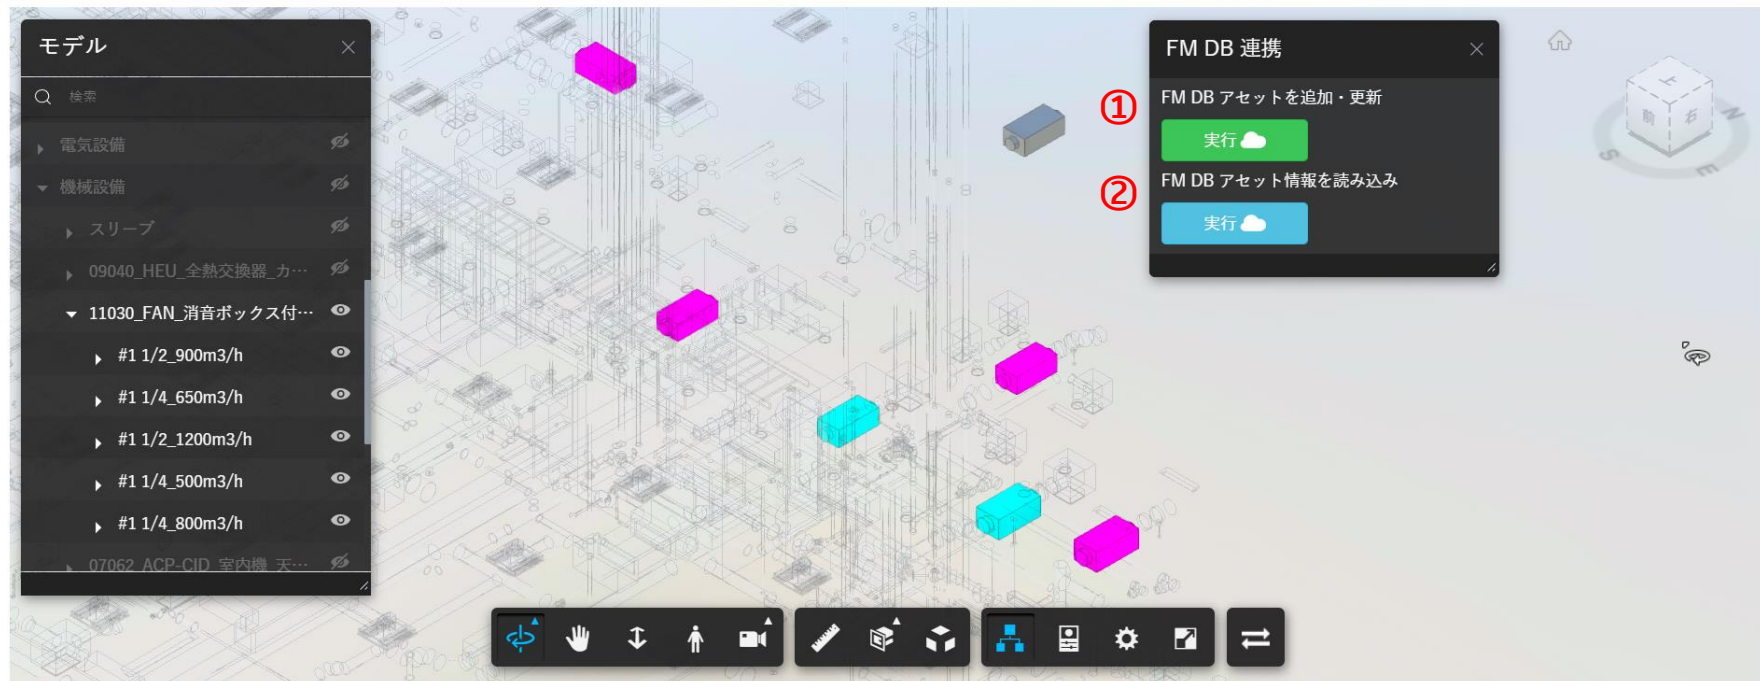 モデル
検索
電気設備
機械設備
スリーブ
09040_HEU_全熱交換器_カ…
11030_FAN_消音ボックス付…
#1 1/2_900m3/h
#1 1/4_650m3/h
#1 1/2_1200m3/h
#1 1/4_500m3/h
#1 1/4_800m3/h
07062_ACP-CID_室内機_天…
FM DB 連携
① FM DB アセットを追加・更新
実行
② FM DB アセット情報を読み込み
実行
上
前
右
N
S
E